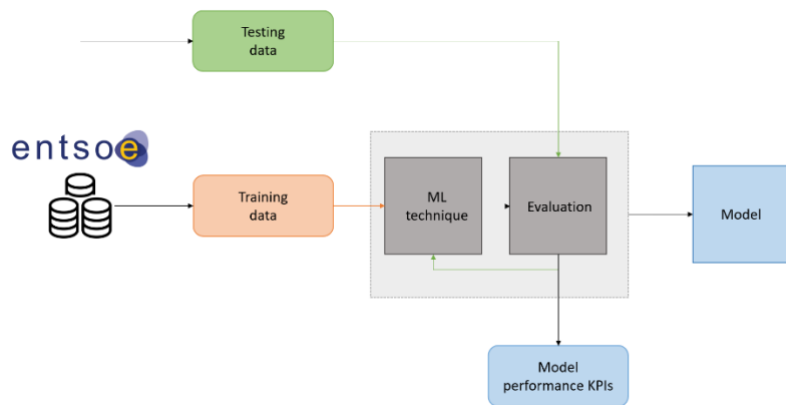 Testing
data
entsoe
Training
data
ML
technique
Evaluation
Model
Model
performance KPIs